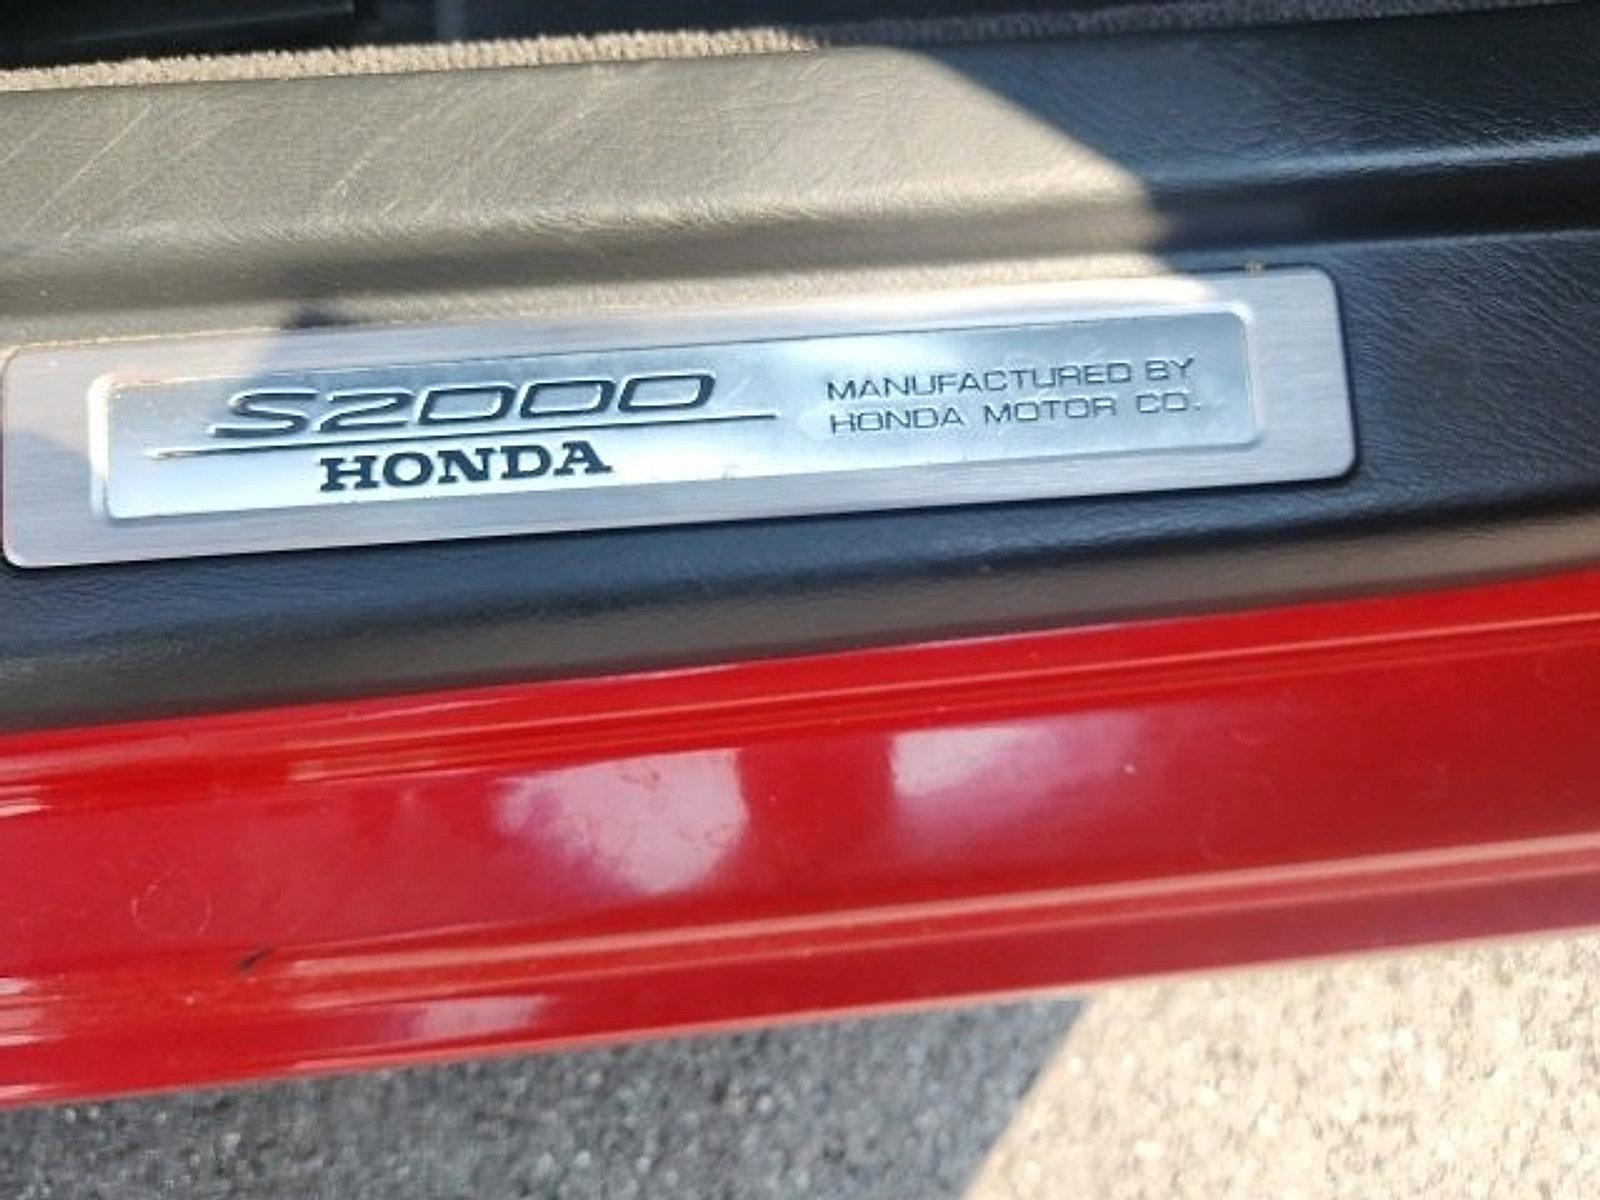 S2000
HONDA
MANUFACTURED BY
HONDA MOTOR CO.